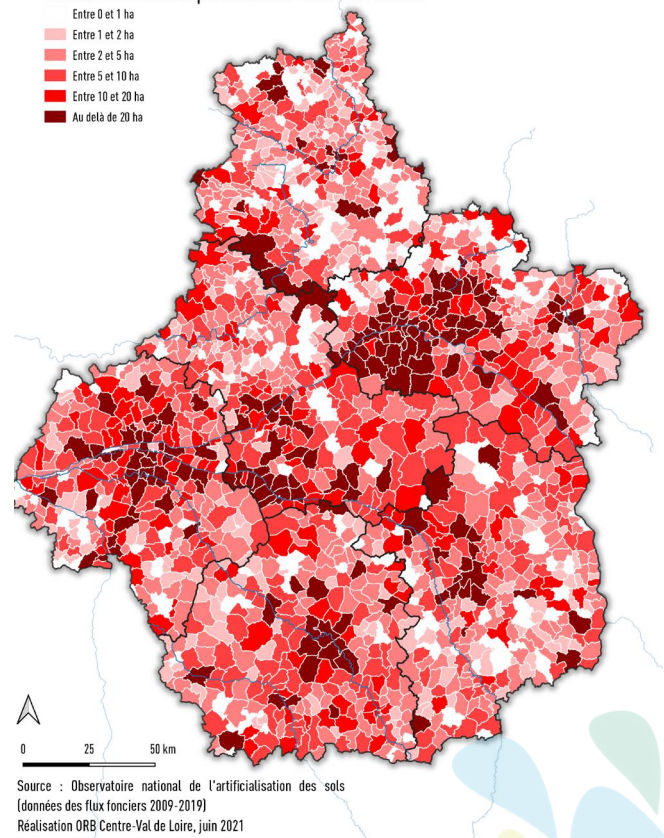 Entre 0 et 1 ha
Entre 1 et 2 ha
Entre 2 et 5 ha
Entre 5 et 10 ha
Entre 10 et 20 ha
Au delà de 20 ha
0 25 50 km
Source : Observatoire national de l'artificialisation des sols
(données des flux fonciers 2009-2019)
Réalisation ORB Centre-Val de Loire, juin 2021